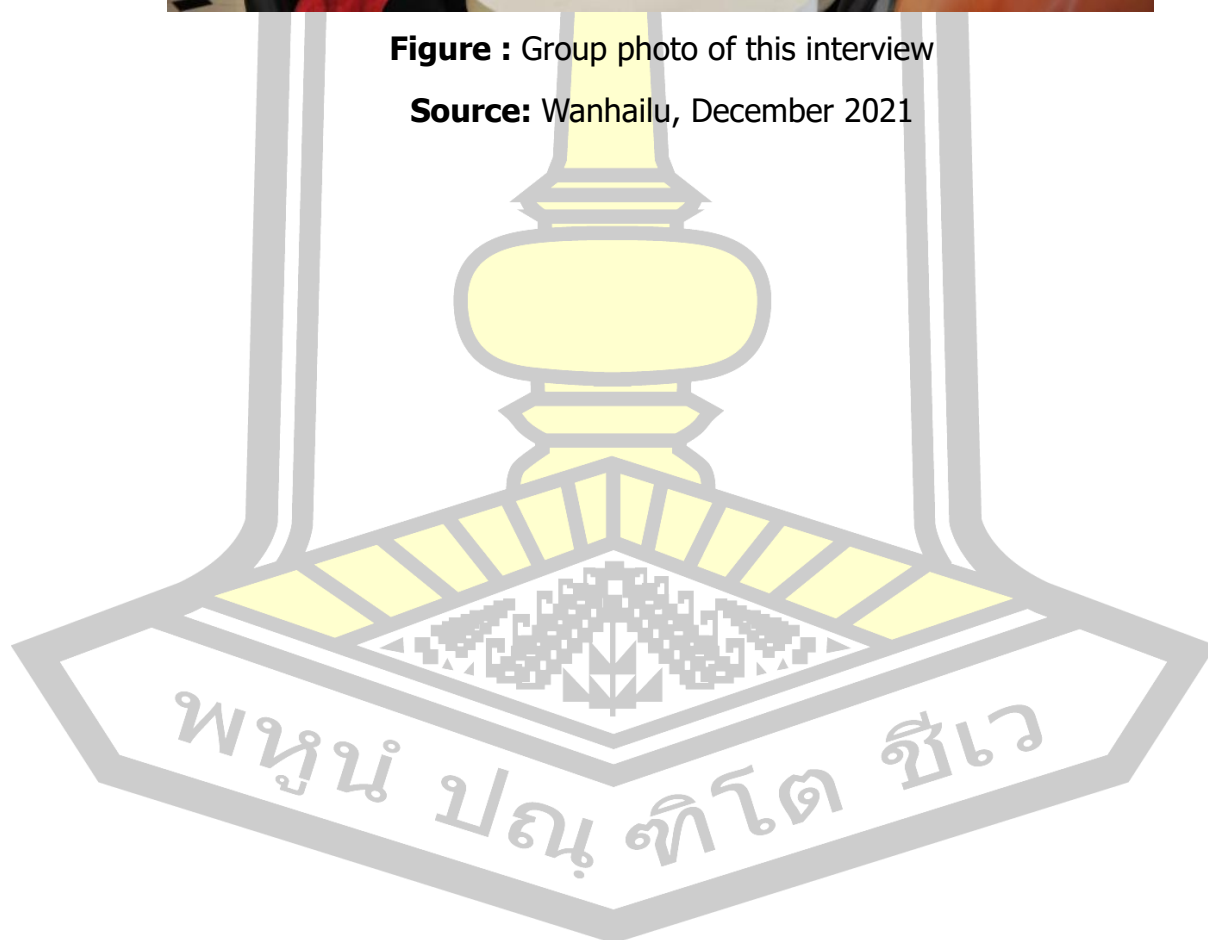 Figure : Group photo of this interview
Source: Wanhailu, December 2021
พหูนํ ปณฺฑิโต ชีเว